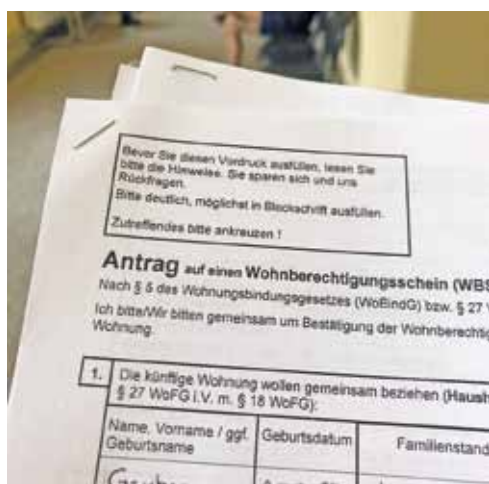 Bevor Sie diesen Vordruck ausfüllen, lesen Sie
bitte die Hinweise. Sie sparen sich und uns
Rückfragen.
Bitte deutlich, möglichst in Blockschrift ausfüllen.
Zutreffendes bitte ankreuzen !
Antrag auf einen Wohnberechtigungsschein (WBS
Nach § 5 des Wohnungsbindungsgesetzes (WoBindG) bzw. § 27
Ich bitte/Wir bitten gemeinsam um Bestätigung der Wohnberechtig
Wohnung.
1. Die künftige Wohnung wollen gemeinsam beziehen (Haush
§ 27 WoFG i.V. m. § 18 WoFG):
Name, Vorname / ggf. Geburtsdatum Familienstand
Geburtsname